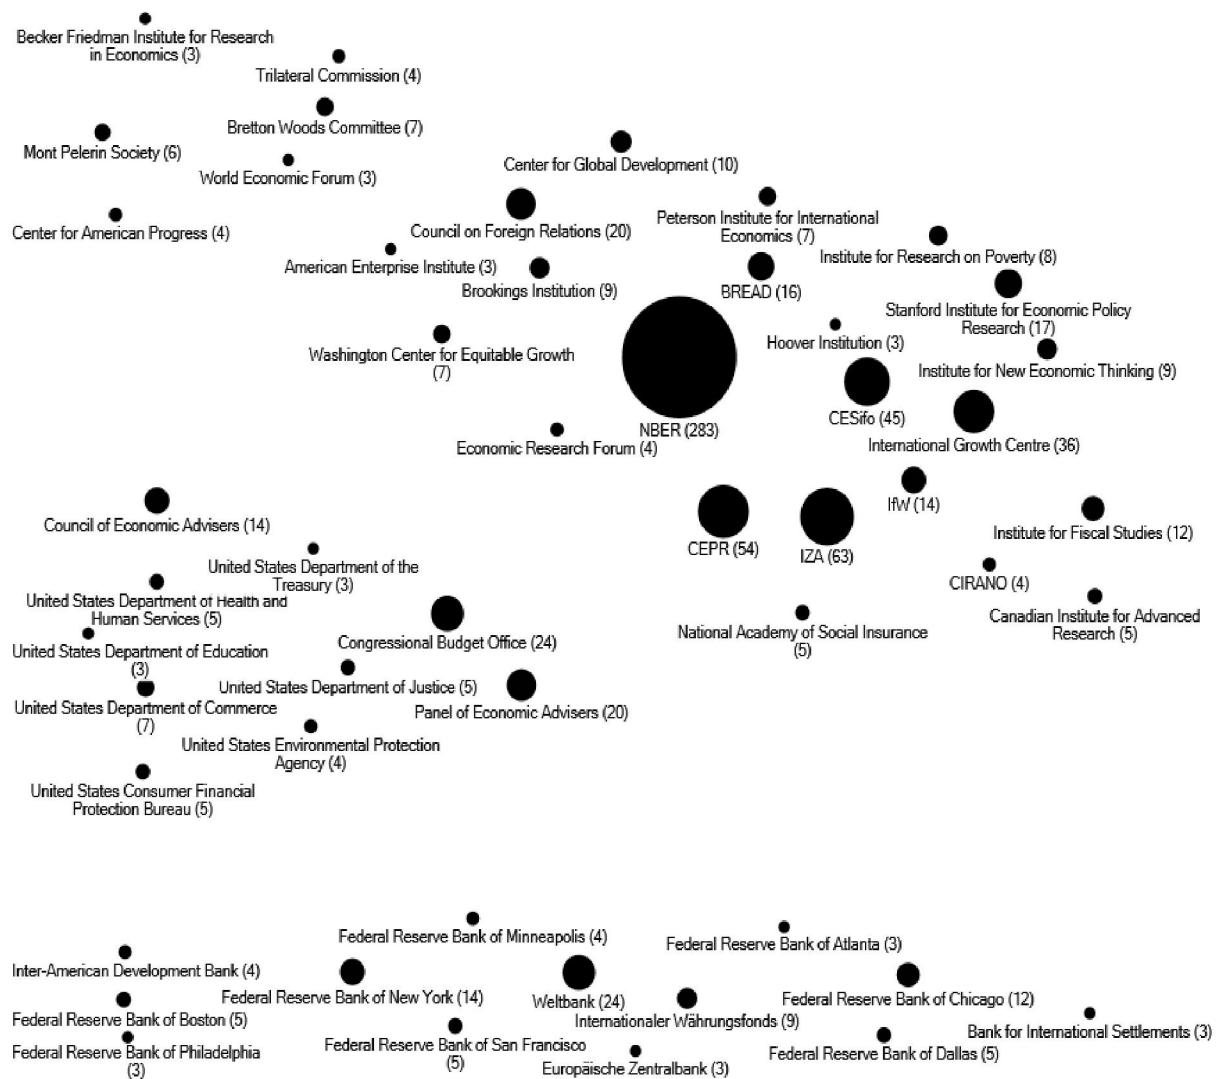 Becker Friedman Institute for Research
in Economics (3)
Trilateral Commission (4)
Bretton Woods Committee (7)
Mont Pelerin Society (6)
World Economic Forum (3)
Center for Global Development (10)
Center for American Progress (4)
Council on Foreign Relations (20)
Peterson Institute for International
Economics (7)
American Enterprise Institute (3)
Institute for Research on Poverty (8)
Brookings Institution (9)
BREAD (16)
Stanford Institute for Economic Policy
Research (17)
Washington Center for Equitable Growth
(7)
Hoover Institution (3)
Institute for New Economic Thinking (9)
NBER (283)
CESifo (45)
International Growth Centre (36)
Economic Research Forum (4)
Council of Economic Advisers (14)
CEPR (54)
IZA (63)
IfW (14)
Institute for Fiscal Studies (12)
United States Department of the
Treasury (3)
CIRANO (4)
United States Department of Health and
Human Services (5)
Canadian Institute for Advanced
Research (5)
National Academy of Social Insurance
(5)
Congressional Budget Office (24)
United States Department of Education
(3)
United States Department of Justice (5)
United States Department of Commerce
(7)
Panel of Economic Advisers (20)
United States Environmental Protection
Agency (4)
United States Consumer Financial
Protection Bureau (5)
Federal Reserve Bank of Minneapolis (4)
Federal Reserve Bank of Atlanta (3)
Inter-American Development Bank (4)
Federal Reserve Bank of New York (14)
Weltbank (24)
Federal Reserve Bank of Chicago (12)
Federal Reserve Bank of Boston (5)
Internationaler Währungsfonds (9)
Bank for International Settlements (3)
Federal Reserve Bank of Philadelphia
(3)
Federal Reserve Bank of San Francisco
(5)
Europäische Zentralbank (3)
Federal Reserve Bank of Dallas (5)